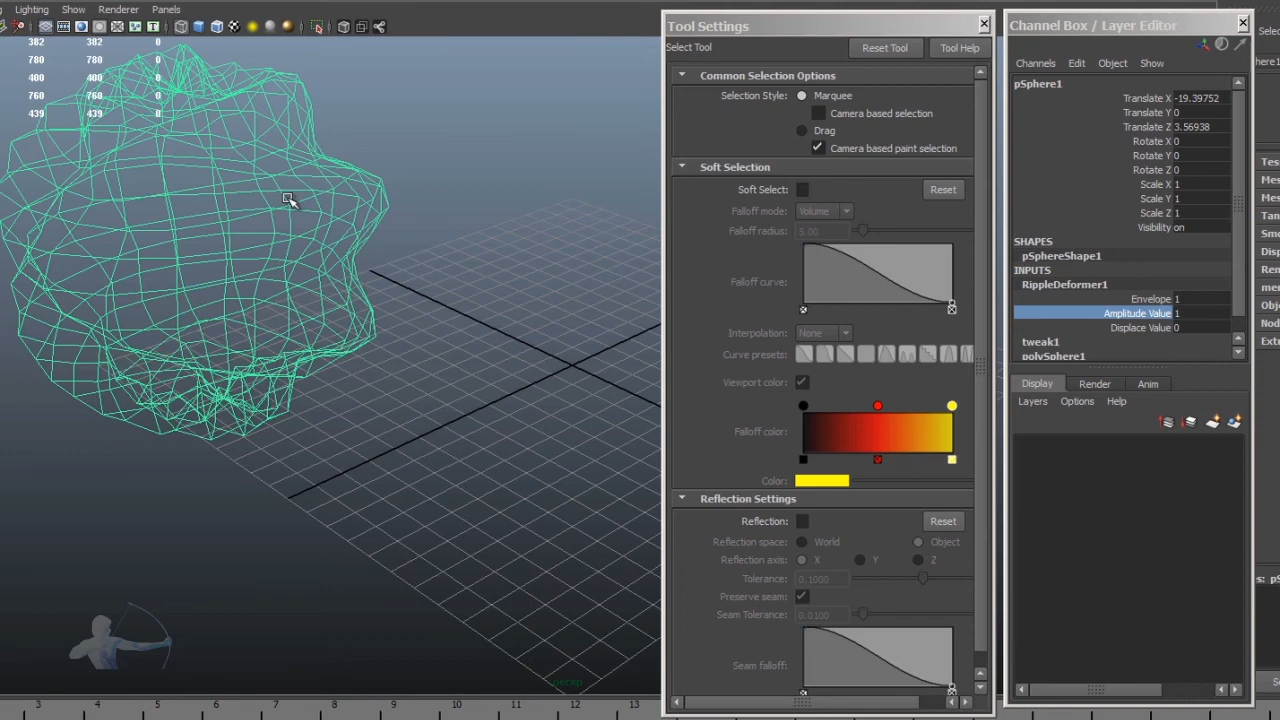 Lighting Show Renderer Panels
382 382 0
780 780 0
400 400 0
760 760 0
439 439 0
persp
3 4 5 6 7 8 9 10 11 12 13
Tool Settings
Select Tool
Reset Tool
Tool Help
Common Selection Options
Selection Style: Marquee
Camera based selection
Drag
Camera based paint selection
Soft Selection
Soft Select:
Reset
Falloff mode: Volume
Falloff radius: 5.00
Falloff curve:
Interpolation: None
Curve presets:
Viewport color:
Falloff color:
Color:
Reflection Settings
Reflection:
Reset
Reflection space: World Object
Reflection axis: X Y Z
Tolerance: 0.1000
Preserve seam:
Seam Tolerance: 0.0100
Seam falloff:
Channel Box / Layer Editor
Channels Edit Object Show
pSphere1
Translate X -19.39752
Translate Y 0
Translate Z 3.56938
Rotate X 0
Rotate Y 0
Rotate Z 0
Scale X 1
Scale Y 1
Scale Z 1
Visibility on
SHAPES
pSphereShape1
INPUTS
RippleDeformer1
Envelope 1
Amplitude Value 1
Displace Value 0
tweak1
polySphere1
Display Render Anim
Layers Options Help